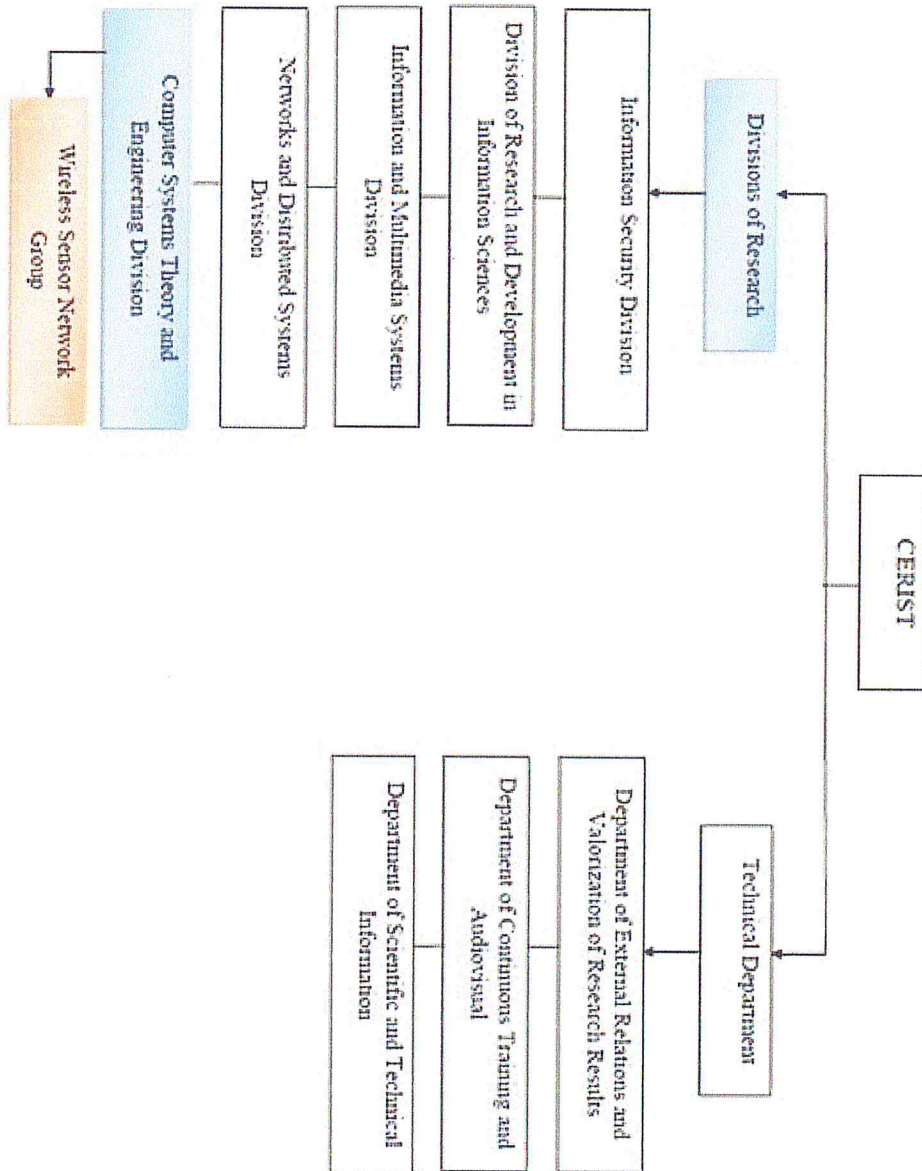 CERIST
Divisions of Research
Technical Department
Information Security Division
Division of Research and Development in
Information Sciences
Information and Multimedia Systems
Division
Networks and Distributed Systems
Division
Computer Systems Theory and
Engineering Division
Wireless Sensor Network
Group
Department of External Relations and
Valorization of Research Results
Department of Continuous Training and
Audiovisual
Department of Scientific and Technical
Information